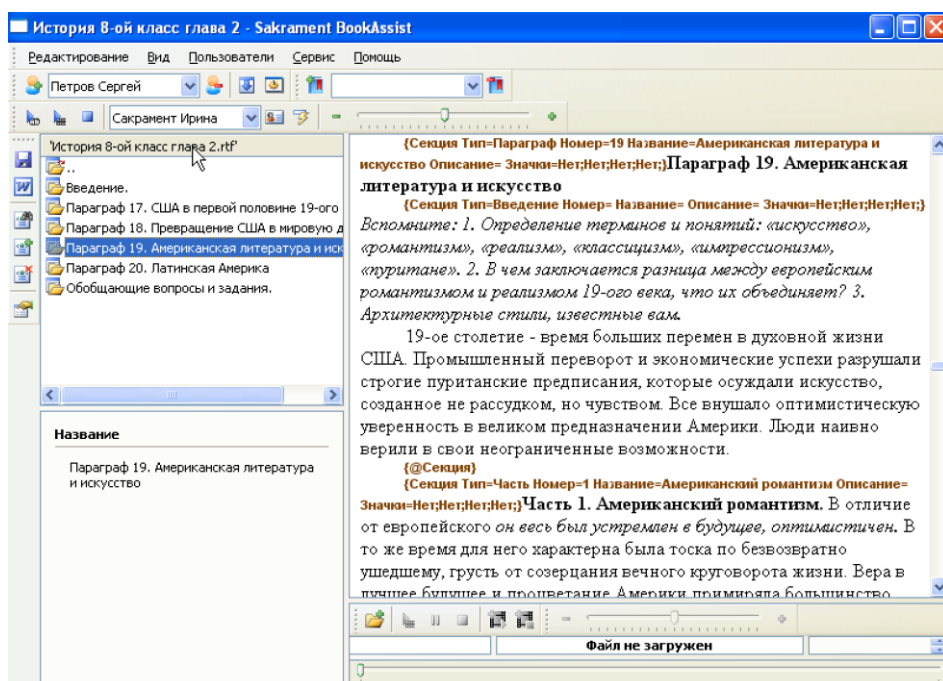 История 8-ой класс глава 2 - Sakrament BookAssist
Редактирование Вид Пользователи Сервис Помощь
Петров Сергей
Сакрамент Ирина
'История 8-ой класс глава 2.rtf'
..
Введение.
Параграф 17. США в первой половине 19-ого
Параграф 18. Превращение США в мировую д
Параграф 19. Американская литература и иск
Параграф 20. Латинская Америка
Обобщающие вопросы и задания.
Название
Параграф 19. Американская литература
и искусство
{Секция Тип=Параграф Номер=19 Название=Американская литература и
искусство Описание= Значки=Нет;Нет;Нет;Нет;}Параграф 19. Американская
литература и искусство
{Секция Тип=Введение Номер= Название= Описание= Значки=Нет;Нет;Нет;Нет;}
Вспомните: 1. Определение терминов и понятий: «искусство»,
«романтизм», «реализм», «классицизм», «импрессионизм»,
«пуритане». 2. В чем заключается разница между европейским
романтизмом и реализмом 19-ого века, что их объединяет? 3.
Архитектурные стили, известные вам.
19-ое столетие - время больших перемен в духовной жизни
США. Промышленный переворот и экономические успехи разрушали
строгие пуританские предписания, которые осуждали искусство,
созданное не рассудком, но чувством. Все внушало оптимистическую
уверенность в великом предназначении Америки. Люди наивно
верили в свои неограниченные возможности.
{@Секция}
{Секция Тип=Часть Номер=1 Название=Американский романтизм Описание=
Значки=Нет;Нет;Нет;Нет;}Часть 1. Американский романтизм. В отличие
от европейского он весь был устремлен в будущее, оптимистичен. В
то же время для него характерна была тоска по безвозвратно
ушедшему, грусть от созерцания вечного круговорота жизни. Вера в
лучшее будущее и процветание Америки примиряла большинство
Файл не загружен